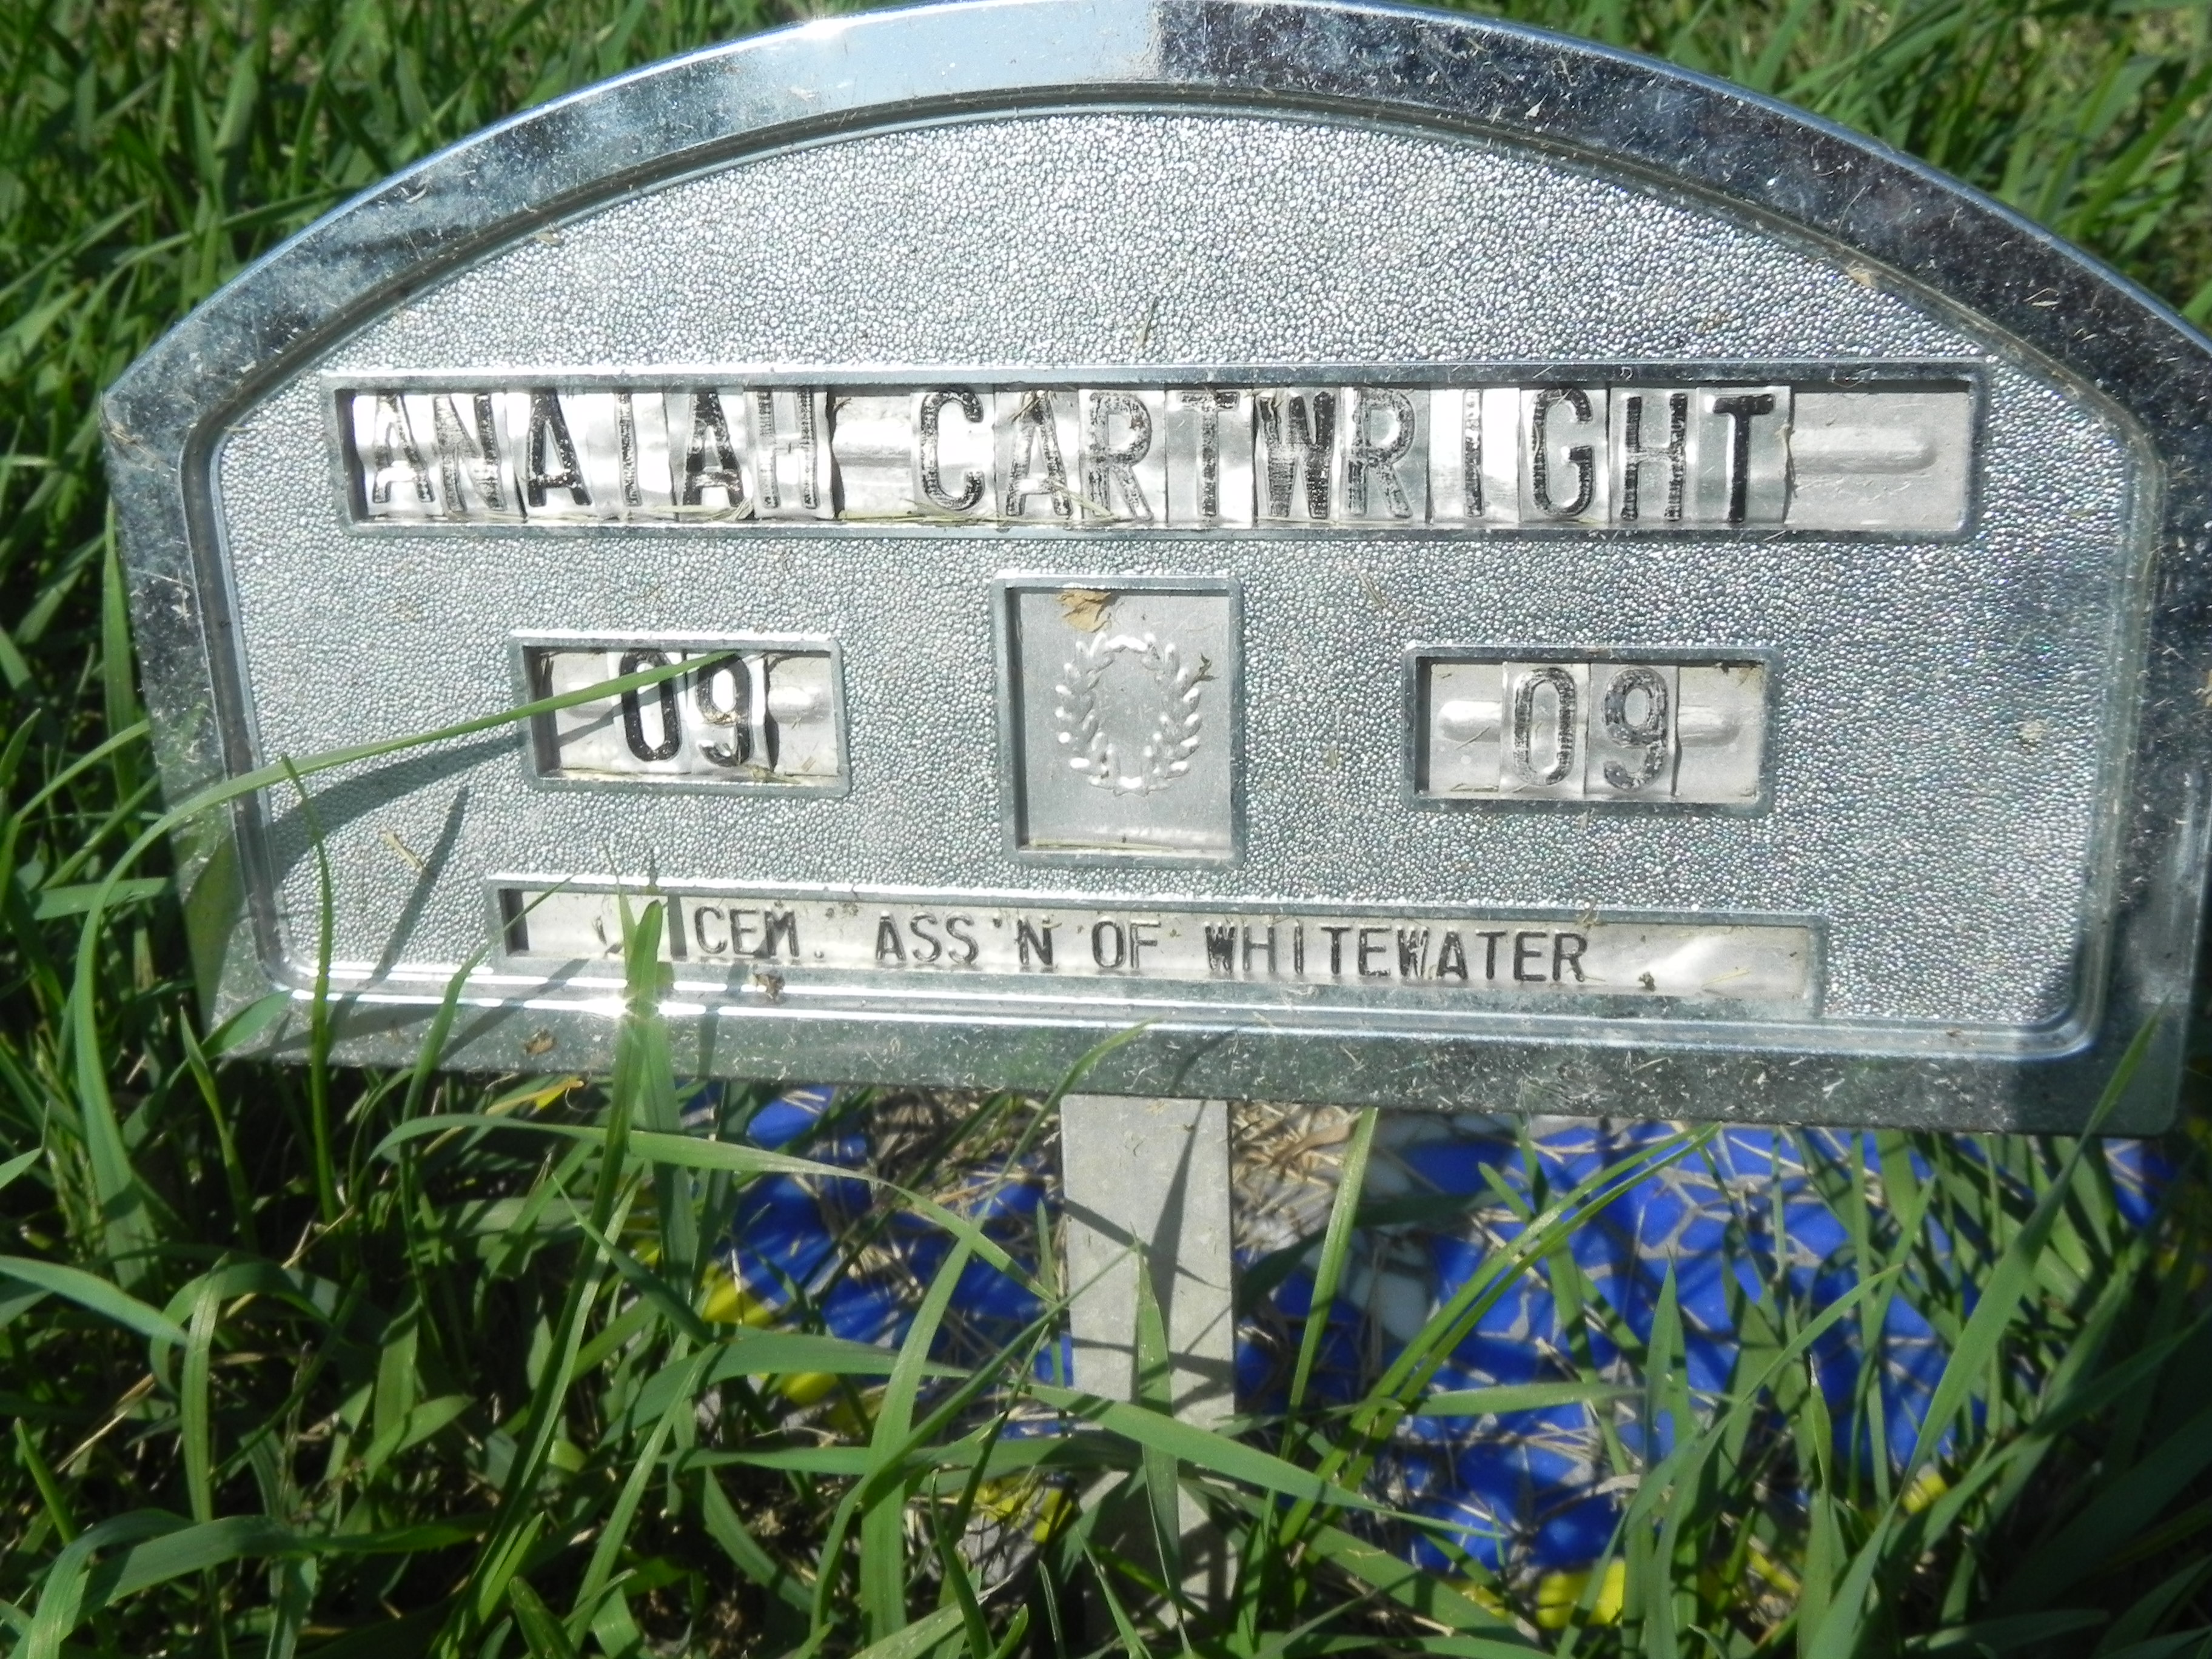 ANAIAH CARTWRIGHT
09 09
CEM. ASS'N OF WHITEWATER